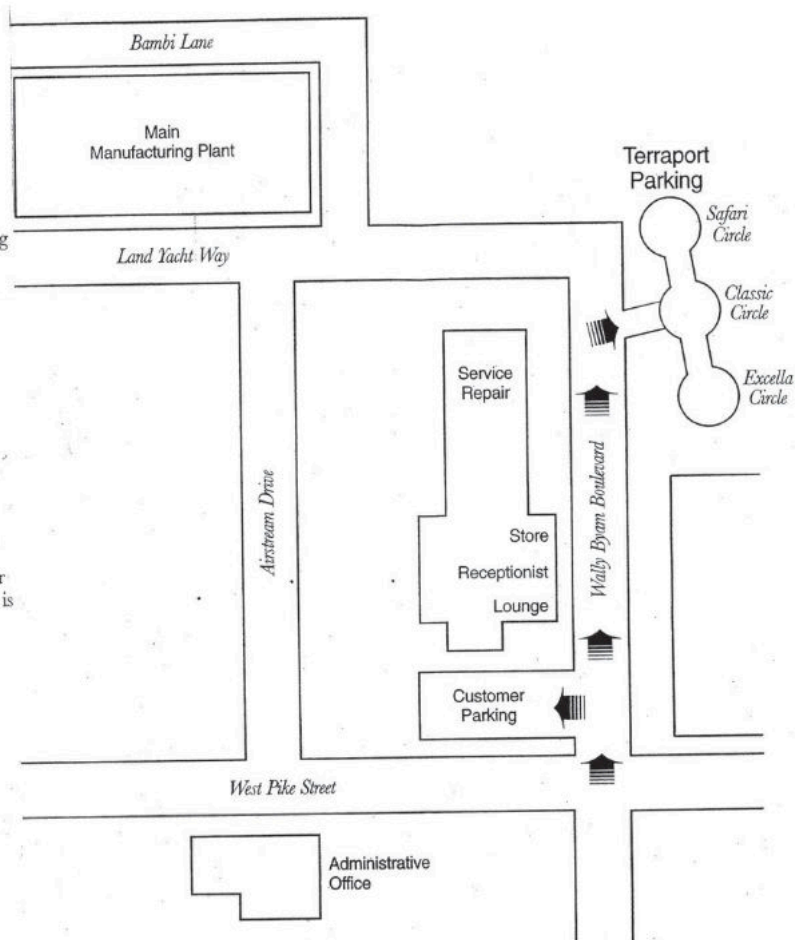 Bambi Lane
Main
Manufacturing Plant
Terraport
Parking
Safari
Circle
g
Land Yacht Way
Classic
Circle
Service
Repair
Excella
Circle
Airstream Drive
Wally Byam Boulevard
Store
Receptionist
r
is
Lounge
Customer
Parking
West Pike Street
Administrative
Office